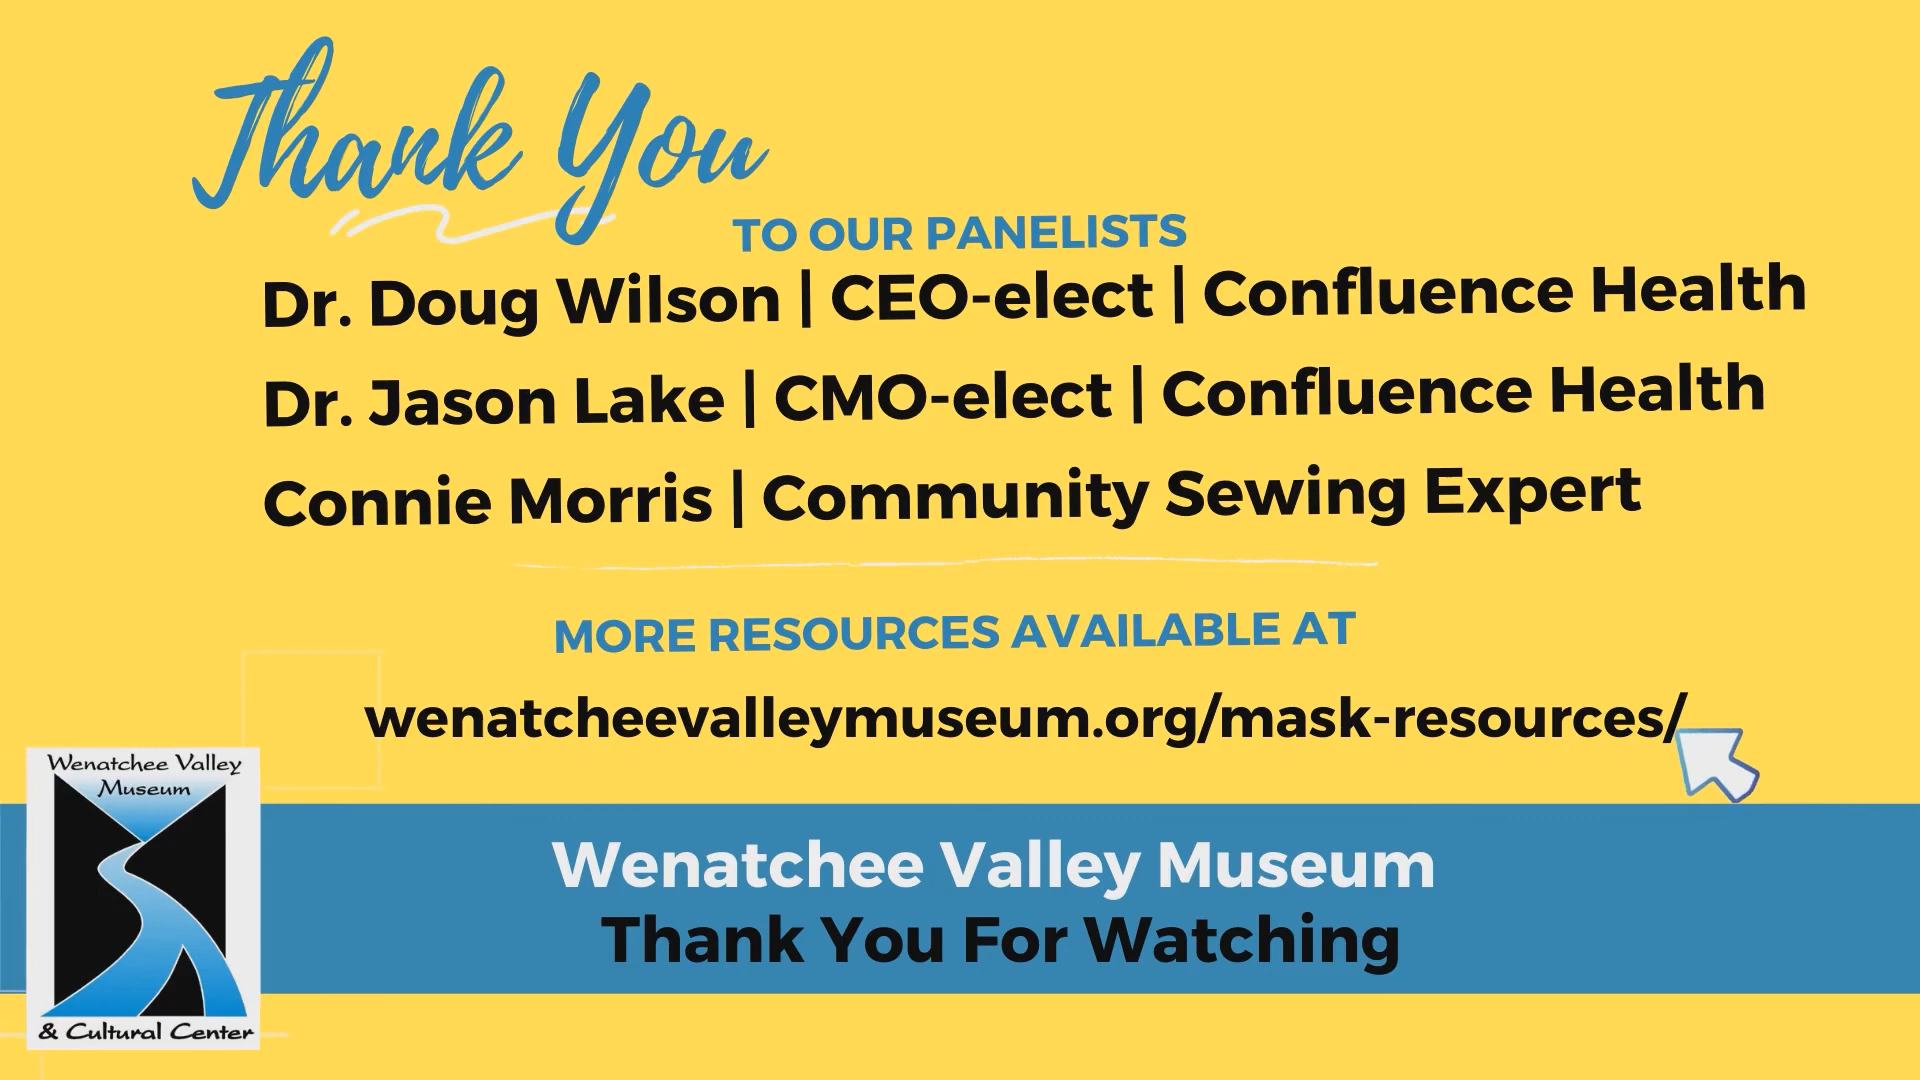 Thank You
TO OUR PANELISTS
Dr. Doug Wilson | CEO-elect | Confluence Health
Dr. Jason Lake | CMO-elect | Confluence Health
Connie Morris | Community Sewing Expert
MORE RESOURCES AVAILABLE AT
wenatcheevalleymuseum.org/mask-resources/
Wenatchee Valley
Museum
& Cultural Center
Wenatchee Valley Museum
Thank You For Watching